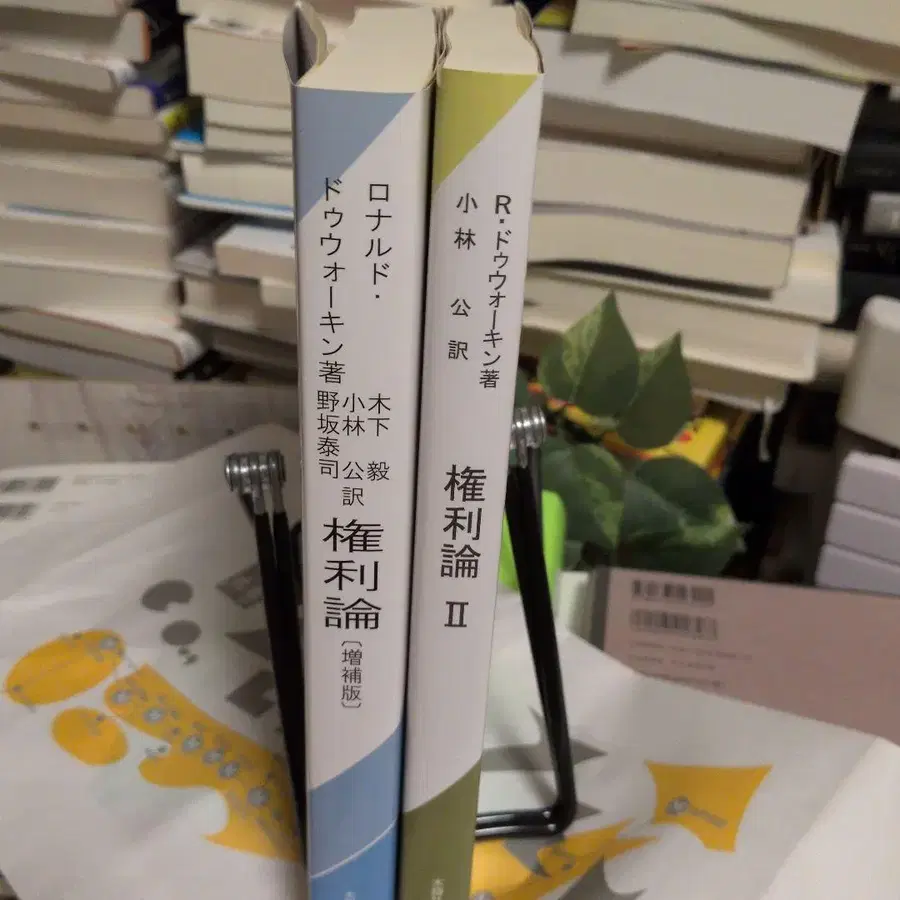 ロナルド・
ドゥウォーキン著
木下 毅
小林 公訳
野坂泰司
権利論
〔増補版〕
R・ドゥウォーキン著
小林 公訳
権利論 Ⅱ